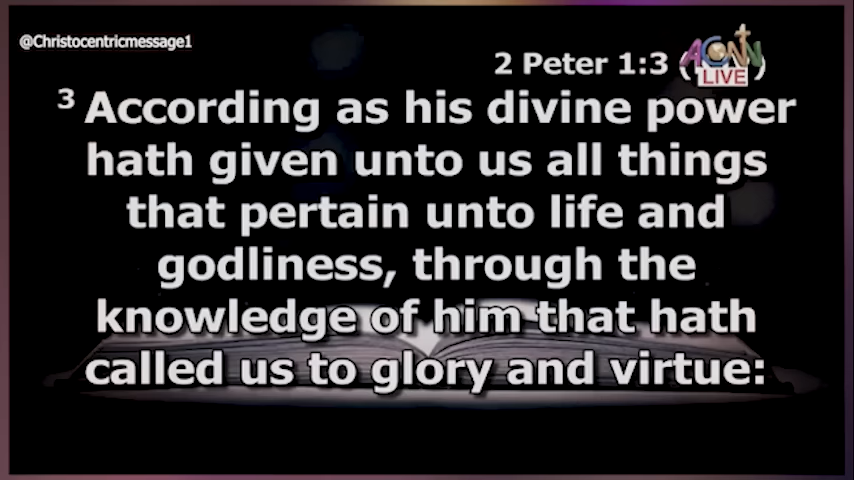 @Christocentricmessage1
2 Peter 1:3 (
ACNN
LIVE
)
3 According as his divine power
hath given unto us all things
that pertain unto life and
godliness, through the
knowledge of him that hath
called us to glory and virtue: